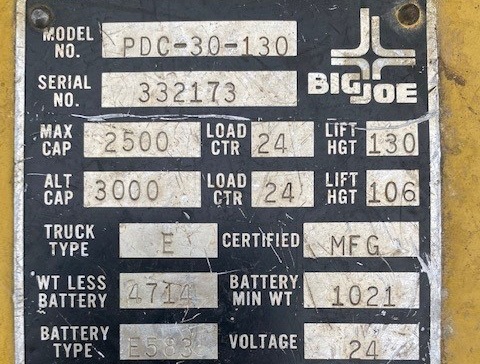 MODEL NO. PDC-30-130
BIG JOE
SERIAL NO. 332173
MAX CAP 2500 LOAD CTR 24 LIFT HGT 130
ALT CAP 3000 LOAD CTR 24 LIFT HGT 106
TRUCK TYPE E CERTIFIED MFG
WT LESS BATTERY 4714 BATTERY MIN WT 1021
BATTERY TYPE VOLTAGE 24